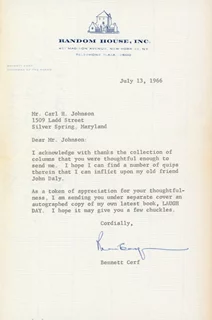 RANDOM HOUSE, INC.
July 13, 1966
Mr. Carl B. Johnson
1509 Ladd Street
Silver Spring, Maryland
Dear Mr. Johnson:
I acknowledge with thanks the collection of
columns that you were thoughtful enough to
send me. I hope I can find a number of quips
therein that I can inflict upon my old friend
John Daly.
As a token of appreciation for your thoughtful-
ness, I am sending you under separate cover an
autographed copy of my own latest book, LAUGH
DAY. I hope it may give you a few chuckles.
Cordially,
Bennett Cerf